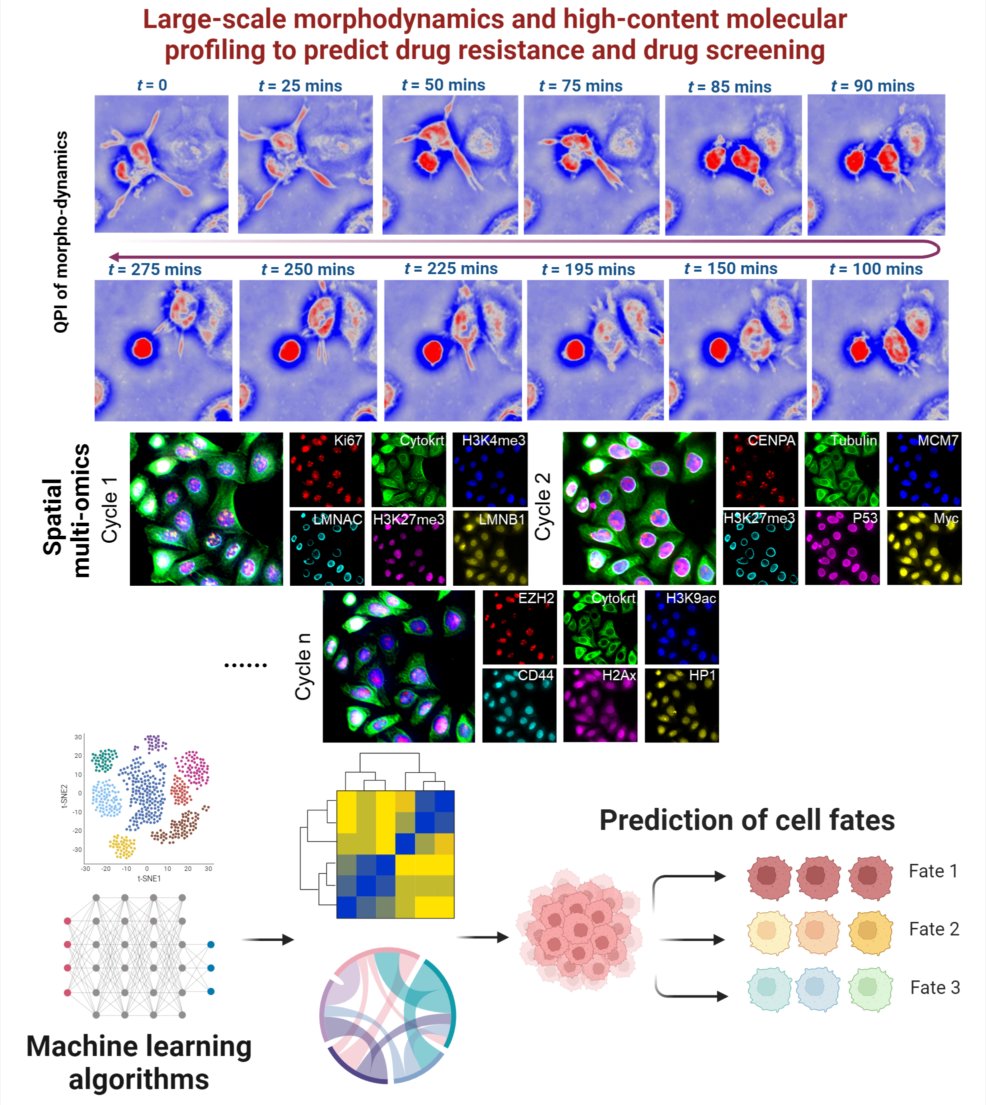 Large-scale morphodynamics and high-content molecular
profiling to predict drug resistance and drug screening
t = 0
t = 25 mins
t = 50 mins
t = 75 mins
t = 85 mins
t = 90 mins
QPI of morpho-dynamics
t = 275 mins
t = 250 mins
t = 225 mins
t = 195 mins
t = 150 mins
t = 100 mins
Spatial
multi-omics
Cycle 1
Ki67
Cytokrt
H3K4me3
LMNAC
H3K27me3
LMNB1
Cycle 2
CENPA
Tubulin
MCM7
H3K27me3
P53
Myc
......
Cycle n
EZH2
Cytokrt
H3K9ac
CD44
H2Ax
HP1
t-SNE2
30
20
10
0
-10
-20
-30
-30
-20
-10
0
10
20
30
t-SNE1
Machine learning
algorithms
Prediction of cell fates
Fate 1
Fate 2
Fate 3